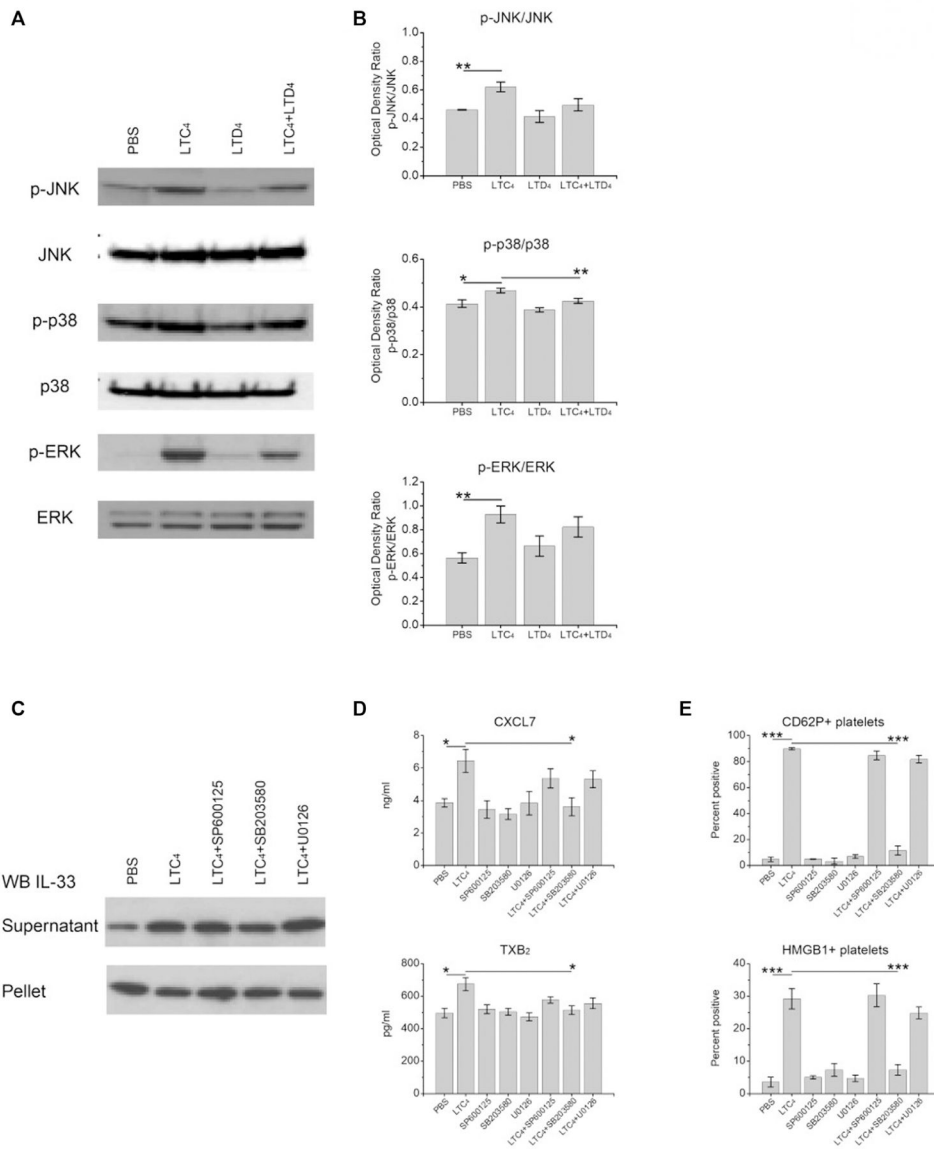 A
PBS
LTC₄
LTD₄
LTC₄+LTD₄
p-JNK
JNK
p-p38
p38
p-ERK
ERK
B
p-JNK/JNK
Optical Density Ratio
p-JNK/JNK
1.0
0.8
0.6
0.4
0.2
0.0
**
PBS LTC₄ LTD₄ LTC₄+LTD₄
p-p38/p38
Optical Density Ratio
p-p38/p38
0.6
0.4
0.2
0.0
* **
PBS LTC₄ LTD₄ LTC₄+LTD₄
p-ERK/ERK
Optical Density Ratio
p-ERK/ERK
1.2
1.0
0.8
0.6
0.4
0.2
0.0
**
PBS LTC₄ LTD₄ LTC₄+LTD₄
C
PBS
LTC₄
LTC₄+SP600125
LTC₄+SB203580
LTC₄+U0126
WB IL-33
Supernatant
Pellet
D
CXCL7
ng/ml
8
6
4
2
0
* *
PBS
LTC₄
SP600125
SB203580
U0126
LTC₄+SP600125
LTC₄+SB203580
LTC₄+U0126
TXB₂
pg/ml
800
600
400
200
0
* *
PBS
LTC₄
SP600125
SB203580
U0126
LTC₄+SP600125
LTC₄+SB203580
LTC₄+U0126
E
CD62P+ platelets
Percent positive
100
90
80
70
60
50
40
30
20
10
0
*** ***
PBS
LTC₄
SP600125
SB203580
U0126
LTC₄+SP600125
LTC₄+SB203580
LTC₄+U0126
HMGB1+ platelets
Percent positive
40
30
20
10
0
*** ***
PBS
LTC₄
SP600125
SB203580
U0126
LTC₄+SP600125
LTC₄+SB203580
LTC₄+U0126